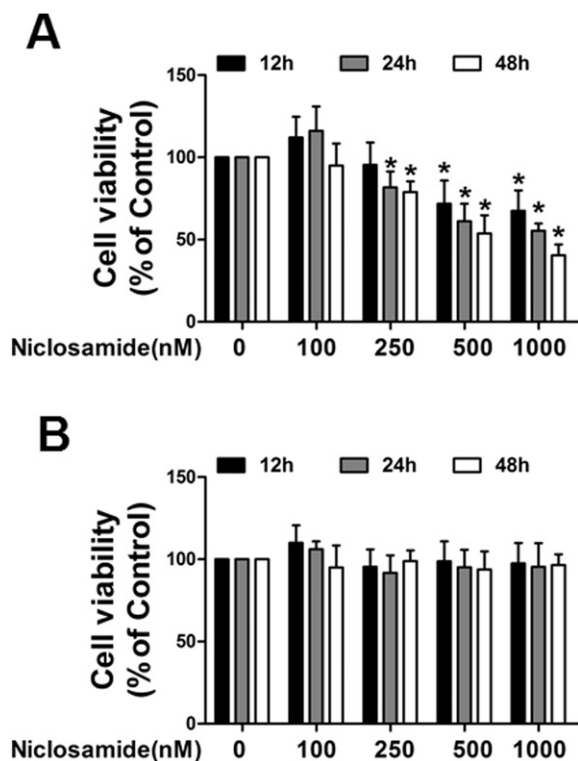 A
12h 24h 48h
150
100
50
0
Cell viability
(% of Control)
* *
* * *
* * *
Niclosamide(nM) 0 100 250 500 1000
B
12h 24h 48h
150
100
50
0
Cell viability
(% of Control)
Niclosamide(nM) 0 100 250 500 1000